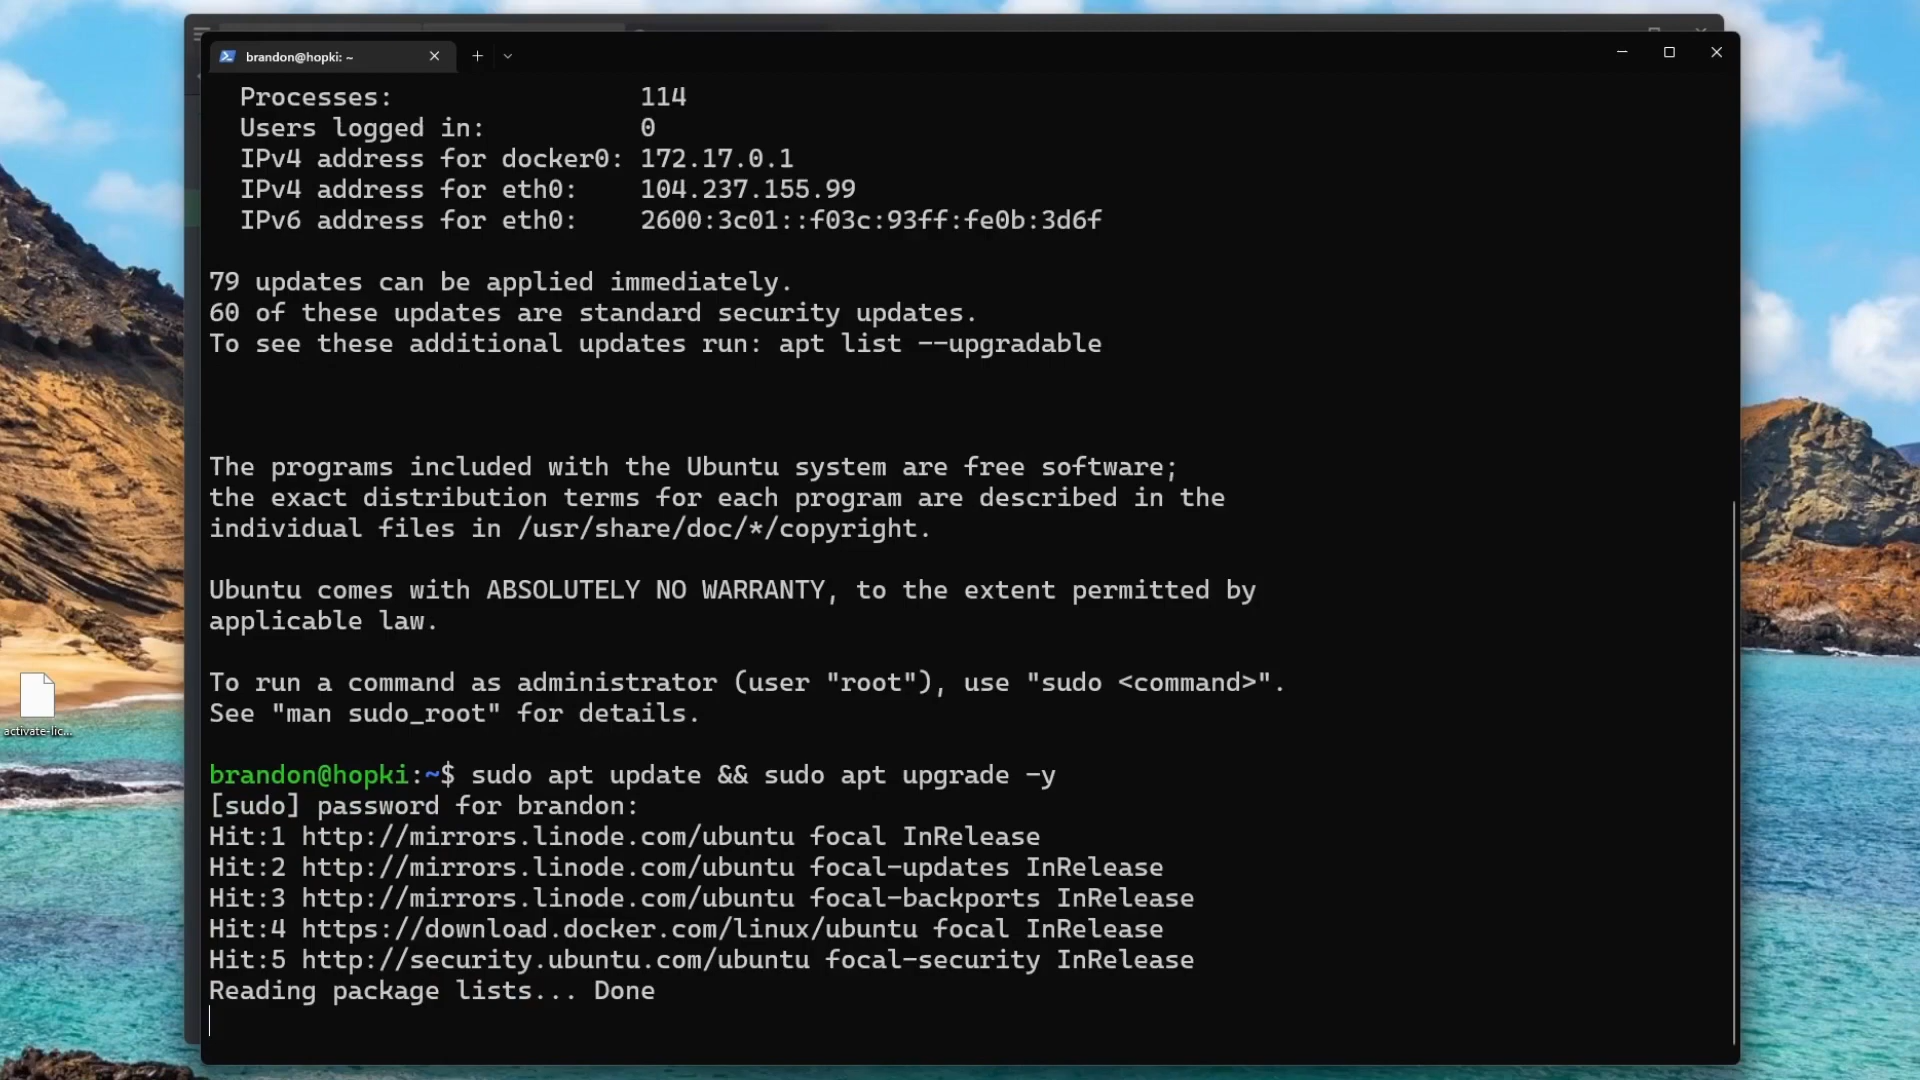 brandon@hopki: ~
Processes: 114
Users logged in: 0
IPv4 address for docker0: 172.17.0.1
IPv4 address for eth0: 104.237.155.99
IPv6 address for eth0: 2600:3c01::f03c:93ff:fe0b:3d6f
79 updates can be applied immediately.
60 of these updates are standard security updates.
To see these additional updates run: apt list --upgradable
The programs included with the Ubuntu system are free software;
the exact distribution terms for each program are described in the
individual files in /usr/share/doc/*/copyright.
Ubuntu comes with ABSOLUTELY NO WARRANTY, to the extent permitted by
applicable law.
To run a command as administrator (user "root"), use "sudo <command>".
See "man sudo_root" for details.
activate-lic...
brandon@hopki:~$ sudo apt update && sudo apt upgrade -y
[sudo] password for brandon:
Hit:1 http://mirrors.linode.com/ubuntu focal InRelease
Hit:2 http://mirrors.linode.com/ubuntu focal-updates InRelease
Hit:3 http://mirrors.linode.com/ubuntu focal-backports InRelease
Hit:4 https://download.docker.com/linux/ubuntu focal InRelease
Hit:5 http://security.ubuntu.com/ubuntu focal-security InRelease
Reading package lists... Done